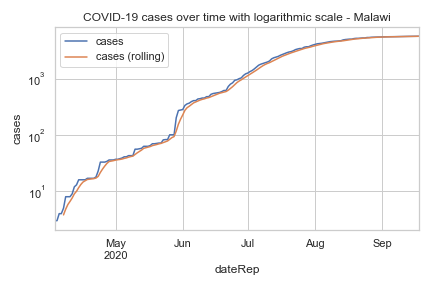 COVID-19 cases over time with logarithmic scale - Malawi
cases
cases (rolling)
cases
10³
10²
10¹
May
2020
Jun
Jul
Aug
Sep
dateRep